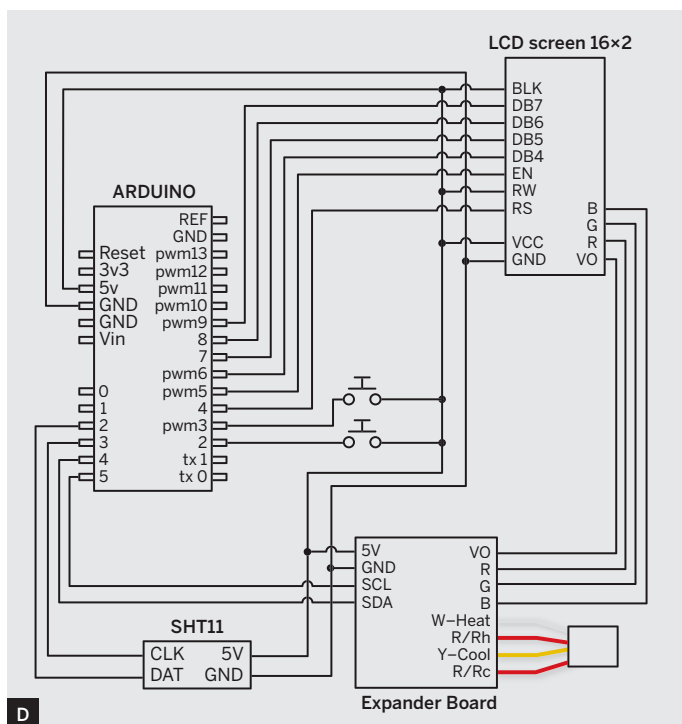 LCD screen 16×2
BLK
DB7
DB6
DB5
DB4
EN
RW
RS
VCC
GND
B
G
R
VO
ARDUINO
REF
GND
pwm13
pwm12
pwm11
pwm10
pwm9
8
7
pwm6
pwm5
4
pwm3
2
tx 1
tx 0
Reset
3v3
5v
GND
GND
Vin
0
1
2
3
4
5
5V
GND
SCL
SDA
VO
R
G
B
W–Heat
R/Rh
Y–Cool
R/Rc
Expander Board
SHT11
CLK
DAT
5V
GND
D